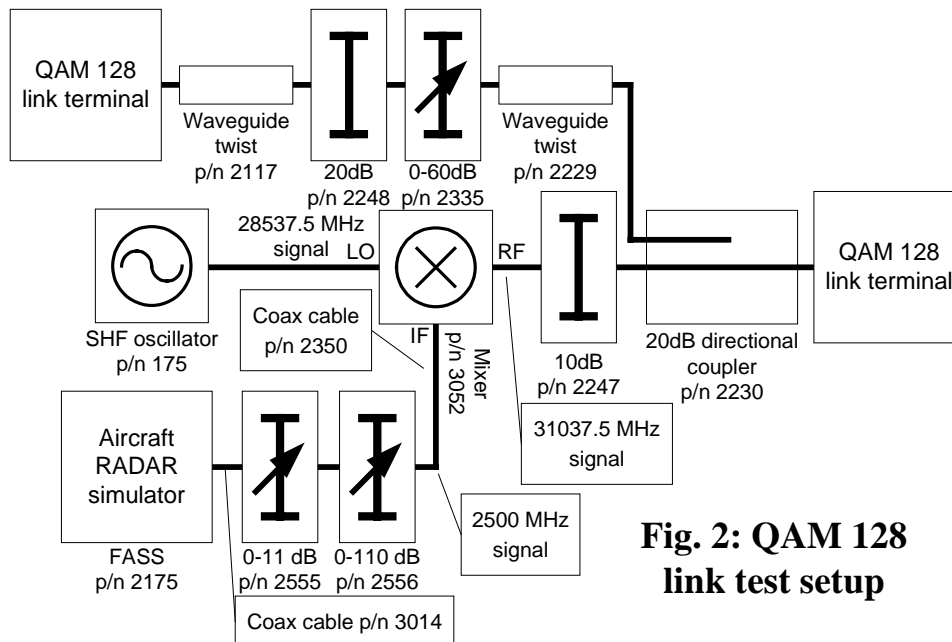 QAM 128
link terminal
Waveguide
twist
p/n 2117
20dB
p/n 2248
0-60dB
p/n 2335
Waveguide
twist
p/n 2229
28537.5 MHz
signal
LO
RF
IF
SHF oscillator
p/n 175
Coax cable
p/n 2350
Mixer
p/n 3052
10dB
p/n 2247
20dB directional
coupler
p/n 2230
QAM 128
link terminal
31037.5 MHz
signal
Aircraft
RADAR
simulator
FASS
p/n 2175
0-11 dB
p/n 2555
0-110 dB
p/n 2556
2500 MHz
signal
Coax cable p/n 3014
Fig. 2: QAM 128
link test setup